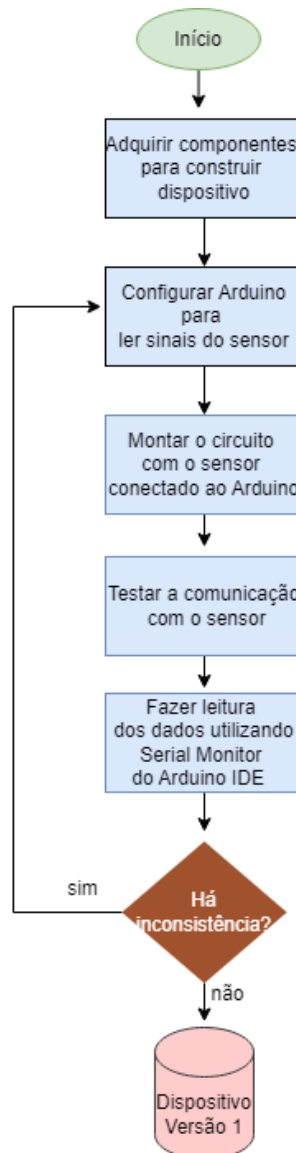 Início
Adquirir componentes
para construir
dispositivo
Configurar Arduino
para
ler sinais do sensor
Montar o circuito
com o sensor
conectado ao Arduino
Testar a comunicação
com o sensor
Fazer leitura
dos dados utilizando
Serial Monitor
do Arduino IDE
sim
Há
inconsistência?
não
Dispositivo
Versão 1